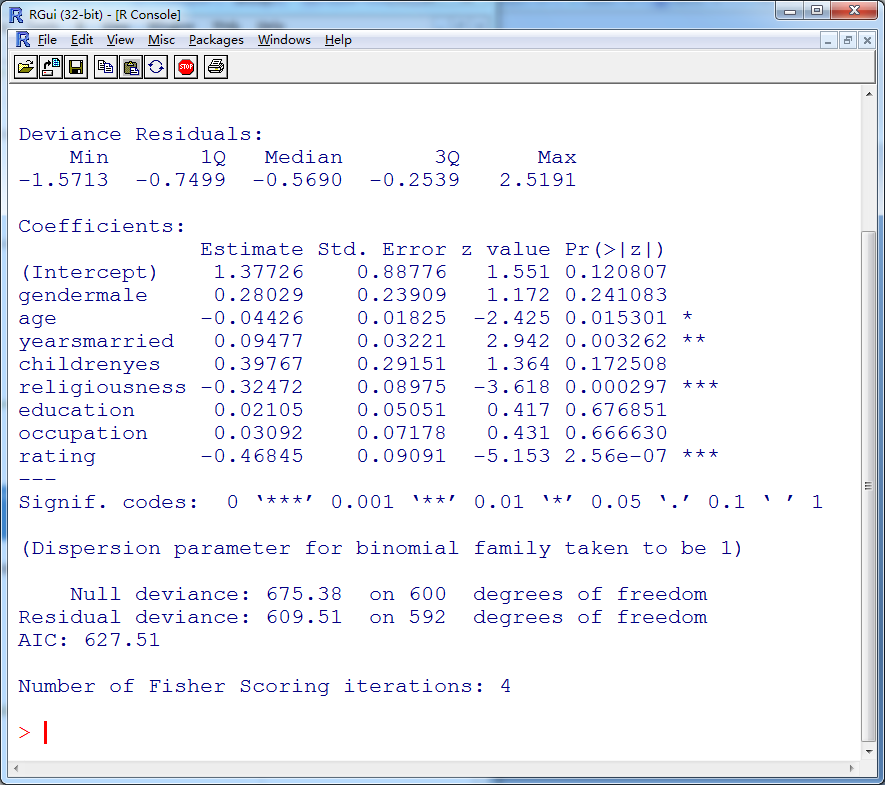 RGui (32-bit) - [R Console]
File Edit View Misc Packages Windows Help
STOP
Deviance Residuals:
    Min       1Q   Median       3Q      Max
-1.5713  -0.7499  -0.5690  -0.2539   2.5191
Coefficients:
              Estimate Std. Error z value Pr(>|z|)
(Intercept)    1.37726    0.88776   1.551 0.120807
gendermale     0.28029    0.23909   1.172 0.241083
age           -0.04426    0.01825  -2.425 0.015301 *
yearsmarried   0.09477    0.03221   2.942 0.003262 **
childrenyes    0.39767    0.29151   1.364 0.172508
religiousness -0.32472    0.08975  -3.618 0.000297 ***
education      0.02105    0.05051   0.417 0.676851
occupation     0.03092    0.07178   0.431 0.666630
rating        -0.46845    0.09091  -5.153 2.56e-07 ***
---
Signif. codes:  0 ‘***’ 0.001 ‘**’ 0.01 ‘*’ 0.05 ‘.’ 0.1 ‘ ’ 1
(Dispersion parameter for binomial family taken to be 1)
    Null deviance: 675.38  on 600  degrees of freedom
Residual deviance: 609.51  on 592  degrees of freedom
AIC: 627.51
Number of Fisher Scoring iterations: 4
>